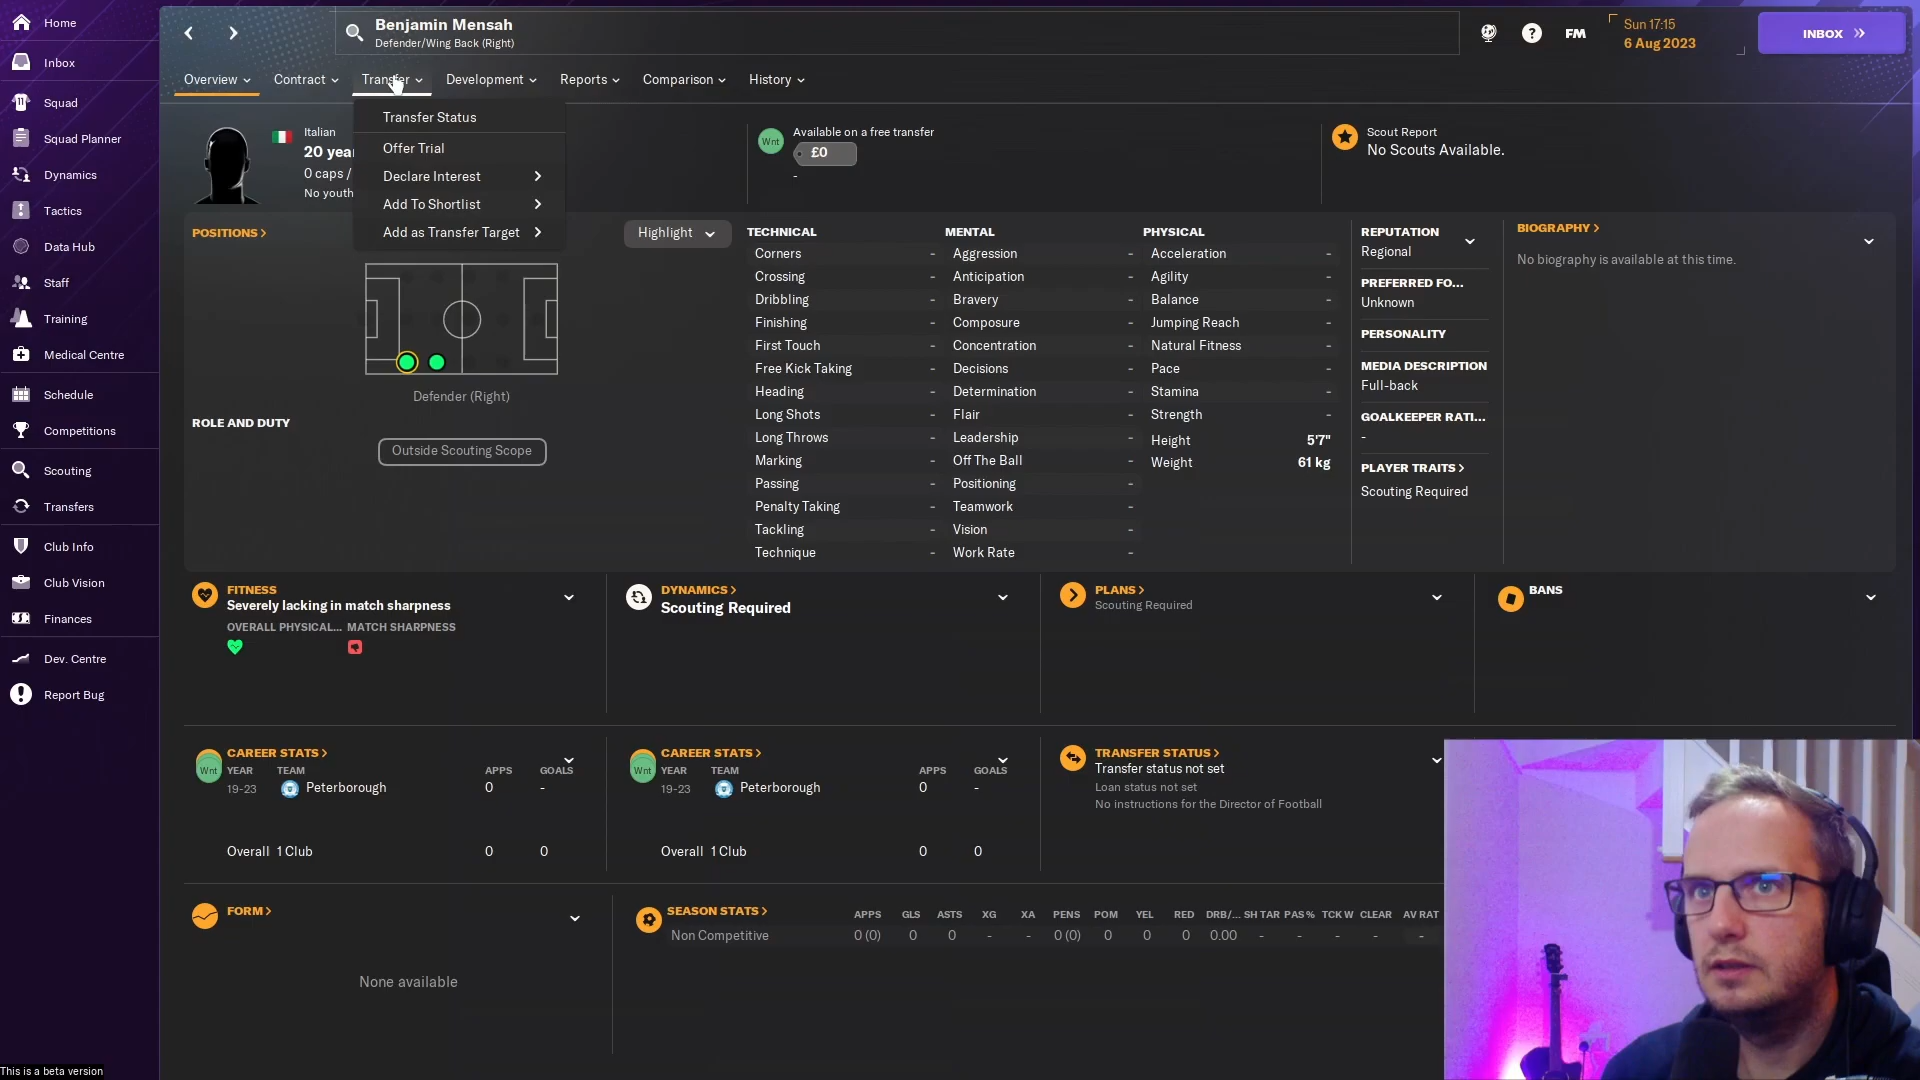 Home
Inbox
Squad
Squad Planner
Dynamics
Tactics
Data Hub
Staff
Training
Medical Centre
Schedule
Competitions
Scouting
Transfers
Club Info
Club Vision
Finances
Dev. Centre
Report Bug
This is a beta version
Benjamin Mensah
Defender/Wing Back (Right)
FM
Sun 17:15
6 Aug 2023
INBOX
Overview
Contract
Transfer
Development
Reports
Comparison
History
Transfer Status
Offer Trial
Declare Interest
Add To Shortlist
Add as Transfer Target
Italian
20 yea
0 caps /
No youth
Wnt
Available on a free transfer
£0
-
Scout Report
No Scouts Available.
POSITIONS >
Highlight
Defender (Right)
ROLE AND DUTY
Outside Scouting Scope
TECHNICAL
Corners -
Crossing -
Dribbling -
Finishing -
First Touch -
Free Kick Taking -
Heading -
Long Shots -
Long Throws -
Marking -
Passing -
Penalty Taking -
Tackling -
Technique -
MENTAL
Aggression -
Anticipation -
Bravery -
Composure -
Concentration -
Decisions -
Determination -
Flair -
Leadership -
Off The Ball -
Positioning -
Teamwork -
Vision -
Work Rate -
PHYSICAL
Acceleration -
Agility -
Balance -
Jumping Reach -
Natural Fitness -
Pace -
Stamina -
Strength -
Height 5'7"
Weight 61 kg
REPUTATION
Regional
PREFERRED FO...
Unknown
PERSONALITY
MEDIA DESCRIPTION
Full-back
GOALKEEPER RATI...
-
PLAYER TRAITS >
Scouting Required
BIOGRAPHY >
No biography is available at this time.
FITNESS
Severely lacking in match sharpness
OVERALL PHYSICAL... MATCH SHARPNESS
DYNAMICS >
Scouting Required
PLANS >
Scouting Required
BANS
Wnt
CAREER STATS >
YEAR TEAM APPS GOALS
19-23 Peterborough 0 -
Overall 1 Club 0 0
Wnt
CAREER STATS >
YEAR TEAM APPS GOALS
19-23 Peterborough 0 -
Overall 1 Club 0 0
TRANSFER STATUS >
Transfer status not set
Loan status not set
No instructions for the Director of Football
FORM >
None available
SEASON STATS > APPS GLS ASTS XG XA PENS POM YEL RED DRB/... SH TAR PAS % TCK W CLEAR AV RAT
Non Competitive 0 (0) 0 0 - - 0 (0) 0 0 0 0.00 - - - - -